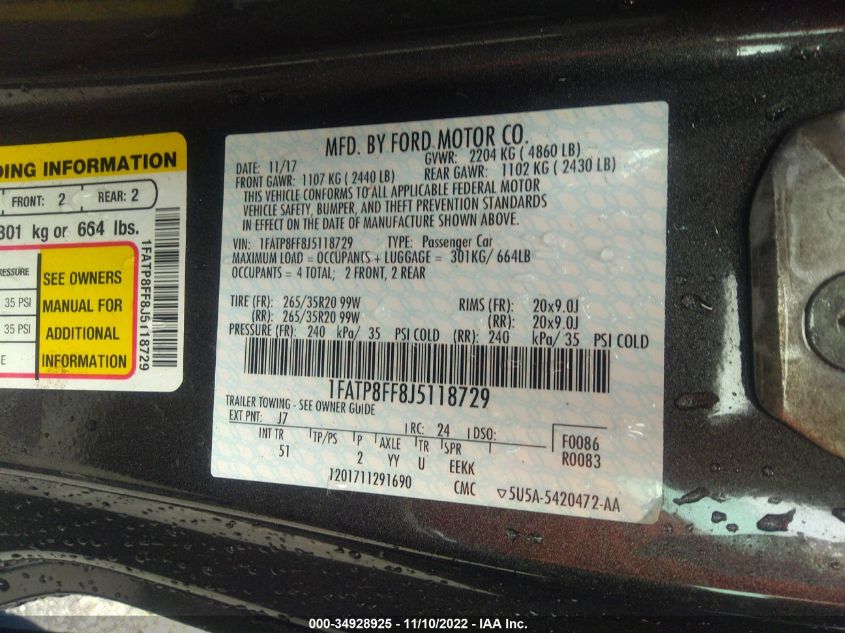 DING INFORMATION
FRONT: 2 REAR: 2
301 kg or 664 lbs.
RESSURE
35 PSI
35 PSI
E
SEE OWNERS
MANUAL FOR
ADDITIONAL
INFORMATION
1FATP8FF8J5118729
MFD. BY FORD MOTOR CO.
DATE: 11/17 GVWR: 2204 KG ( 4860 LB)
FRONT GAWR: 1107 KG ( 2440 LB) REAR GAWR: 1102 KG ( 2430 LB)
THIS VEHICLE CONFORMS TO ALL APPLICABLE FEDERAL MOTOR
VEHICLE SAFETY, BUMPER, AND THEFT PREVENTION STANDARDS
IN EFFECT ON THE DATE OF MANUFACTURE SHOWN ABOVE.
VIN: 1FATP8FF8J5118729 TYPE: Passenger Car
MAXIMUM LOAD = OCCUPANTS + LUGGAGE = 301KG/ 664LB
OCCUPANTS = 4 TOTAL; 2 FRONT, 2 REAR
TIRE (FR): 265/35R20 99W RIMS (FR): 20x9.0J
(RR): 265/35R20 99W (RR): 20x9.0J
PRESSURE (FR): 240 kPa/ 35 PSI COLD (RR): 240 kPa/ 35 PSI COLD
1FATP8FF8J5118729
TRAILER TOWING - SEE OWNER GUIDE
EXT PNT: J7 RC: 24 DSO: F0086
INT TR TP/PS P AXLE TR SPR R0083
51 2 YY U EEKK
1201711291690 CMC ▽5U5A-5420472-AA
000-34928925 - 11/10/2022 - IAA Inc.